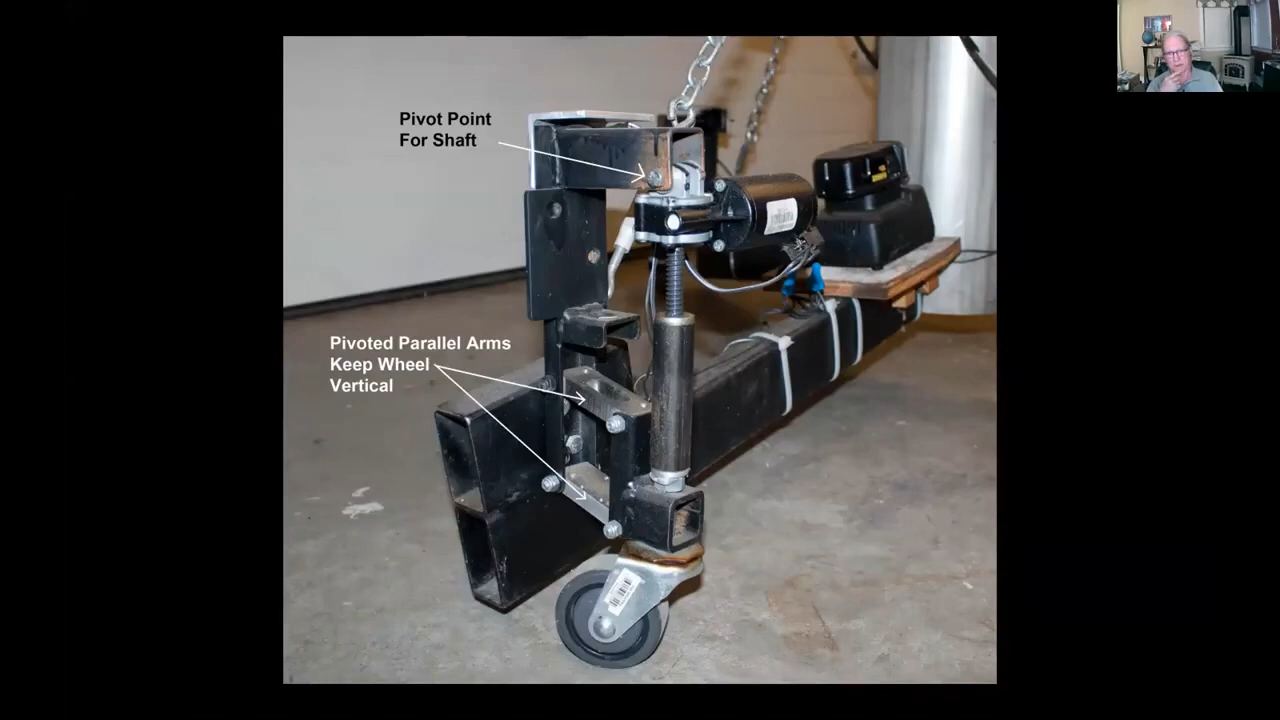 Pivot Point
For Shaft
Pivoted Parallel Arms
Keep Wheel
Vertical